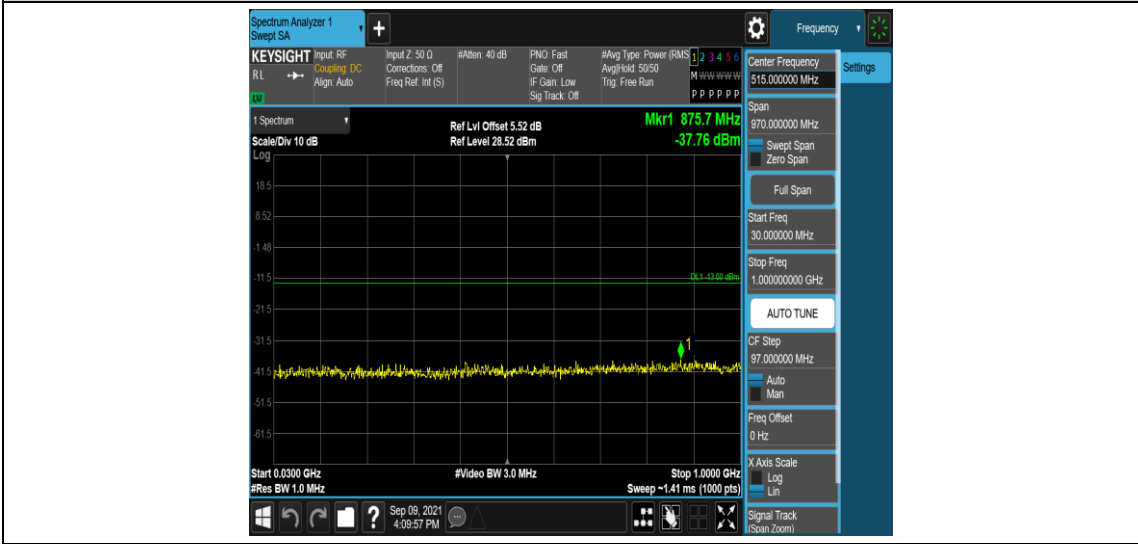 Spectrum Analyzer 1
Swept SA
+
Frequency
KEYSIGHT
RL
LXI
Input: RF
Coupling: DC
Align: Auto
Input Z: 50 Ω
Corrections: Off
Freq Ref: Int (S)
#Atten: 40 dB
PNO: Fast
Gate: Off
IF Gain: Low
Sig Track: Off
#Avg Type: Power (RMS
Avg|Hold: 50/50
Trig: Free Run
1 2 3 4 5 6
M W W W W W
P P P P P P
1 Spectrum
Scale/Div 10 dB
Log
Ref Lvl Offset 5.52 dB
Ref Level 28.52 dBm
Mkr1 875.7 MHz
-37.76 dBm
18.5
8.52
-1.48
-11.5
DL1 -13.00 dBm
-21.5
-31.5
1
-41.5
-51.5
-61.5
Start 0.0300 GHz
#Video BW 3.0 MHz
Stop 1.0000 GHz
#Res BW 1.0 MHz
Sweep ~1.41 ms (1000 pts)
?
Sep 09, 2021
4:09:57 PM
Center Frequency
515.000000 MHz
Settings
Span
970.000000 MHz
Swept Span
Zero Span
Full Span
Start Freq
30.000000 MHz
Stop Freq
1.000000000 GHz
AUTO TUNE
CF Step
97.000000 MHz
Auto
Man
Freq Offset
0 Hz
X Axis Scale
Log
Lin
Signal Track
(Span Zoom)